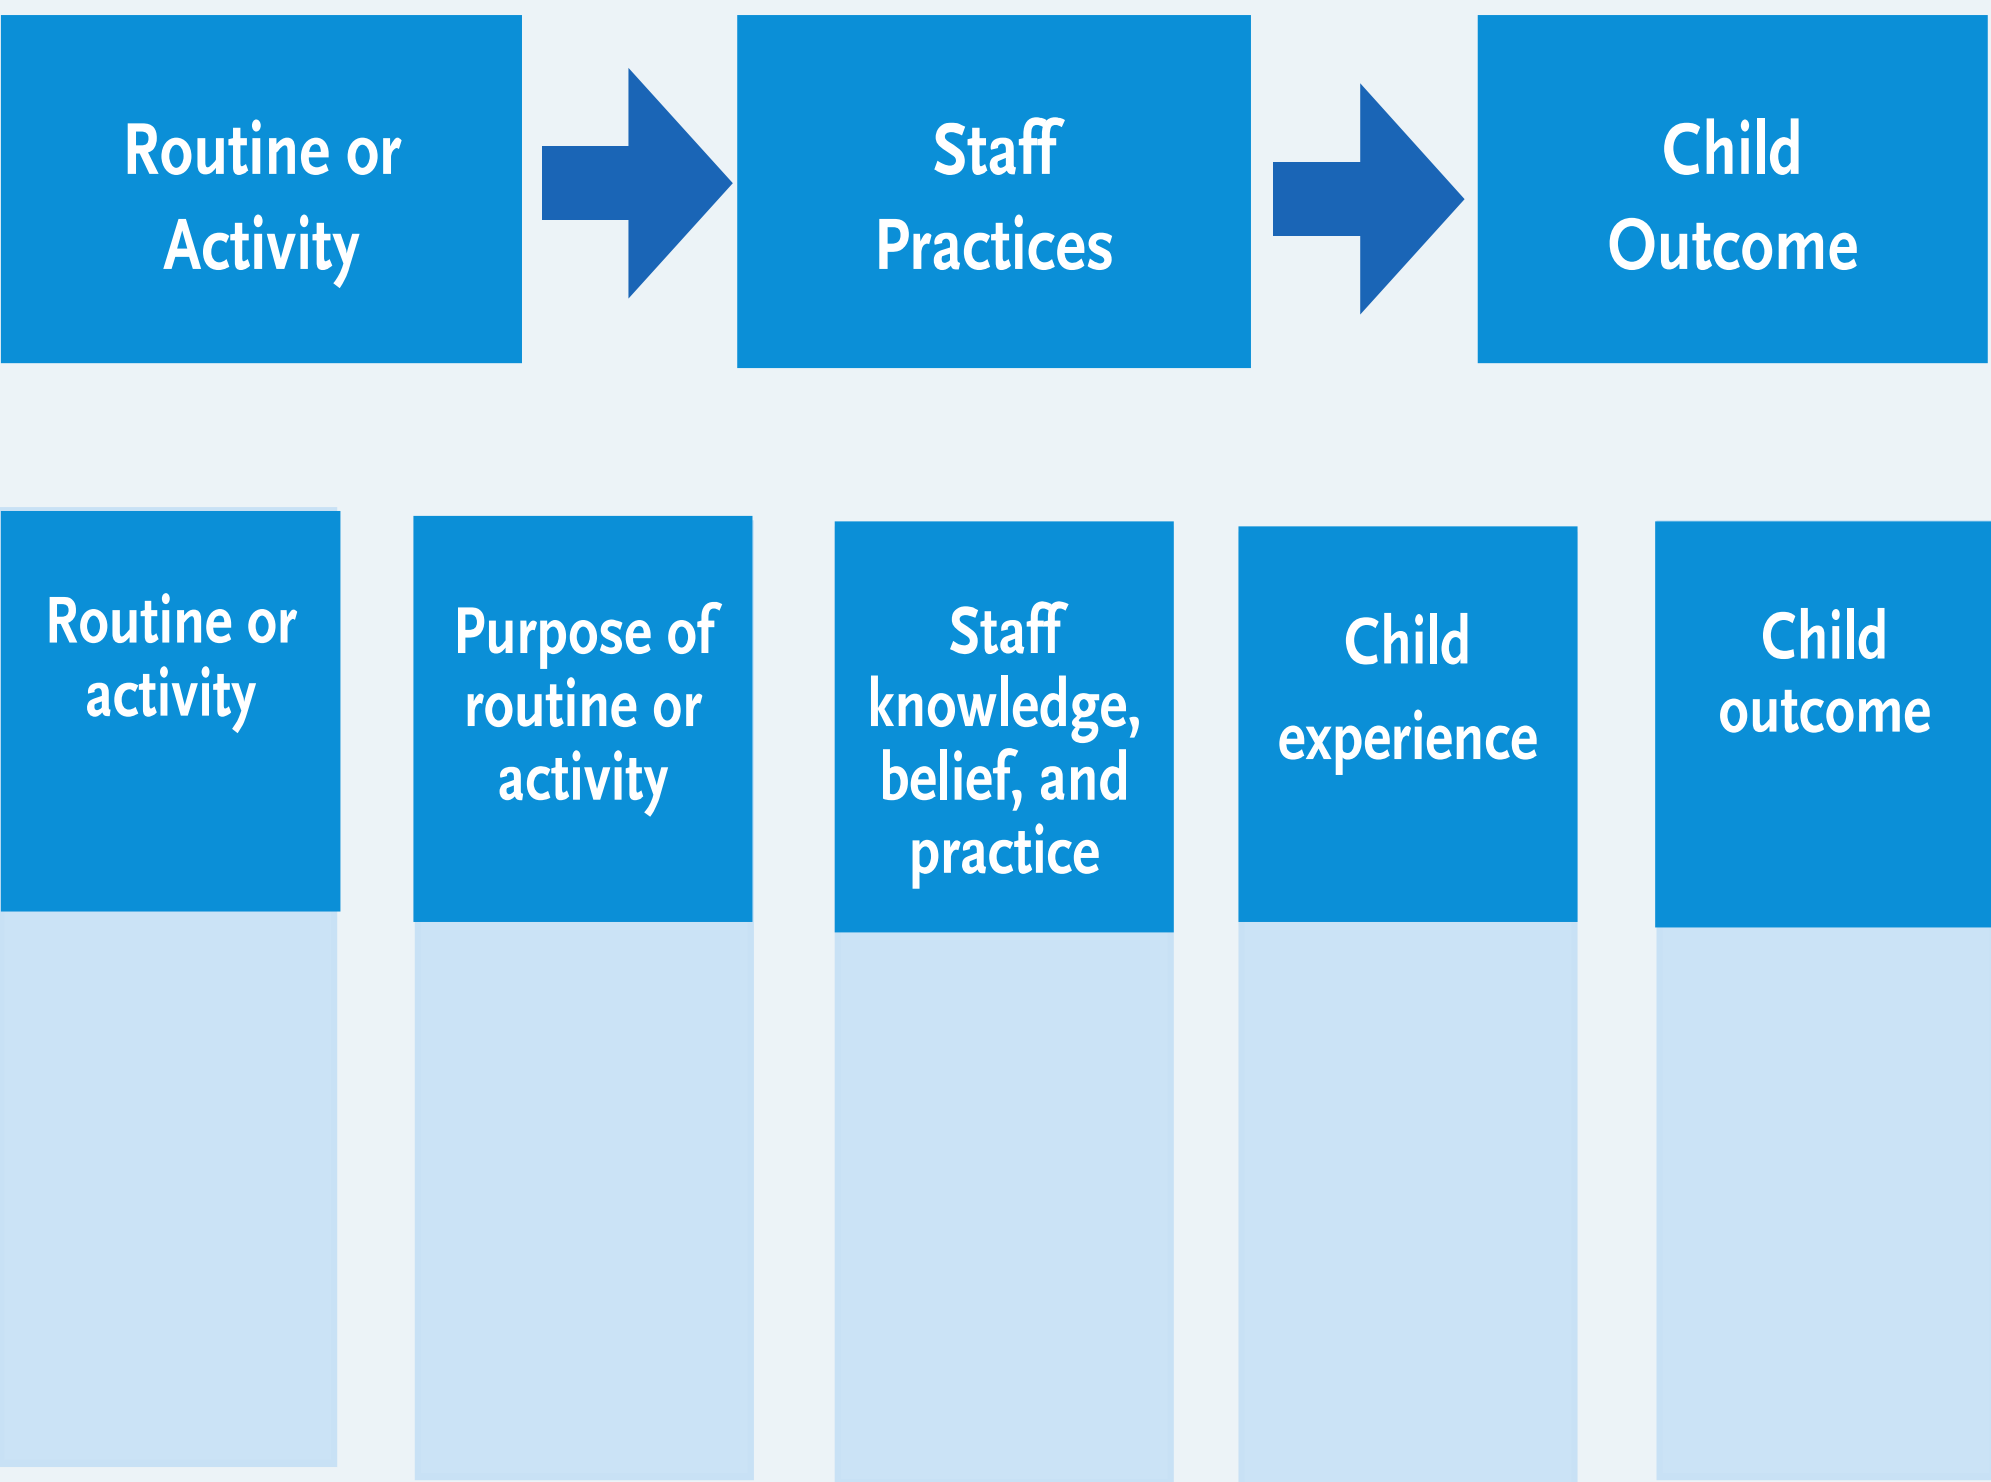 Routine or
Activity
Staff
Practices
Child
Outcome
Routine or
activity
Purpose of
routine or
activity
Staff
knowledge,
belief, and
practice
Child
experience
Child
outcome